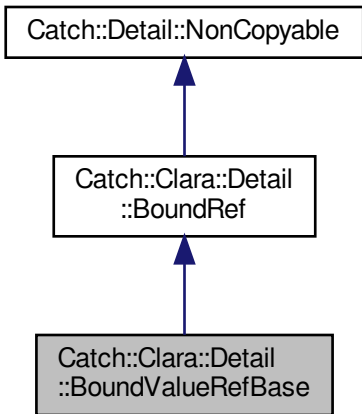 Catch::Detail::NonCopyable
Catch::Clara::Detail
::BoundRef
Catch::Clara::Detail
::BoundValueRefBase